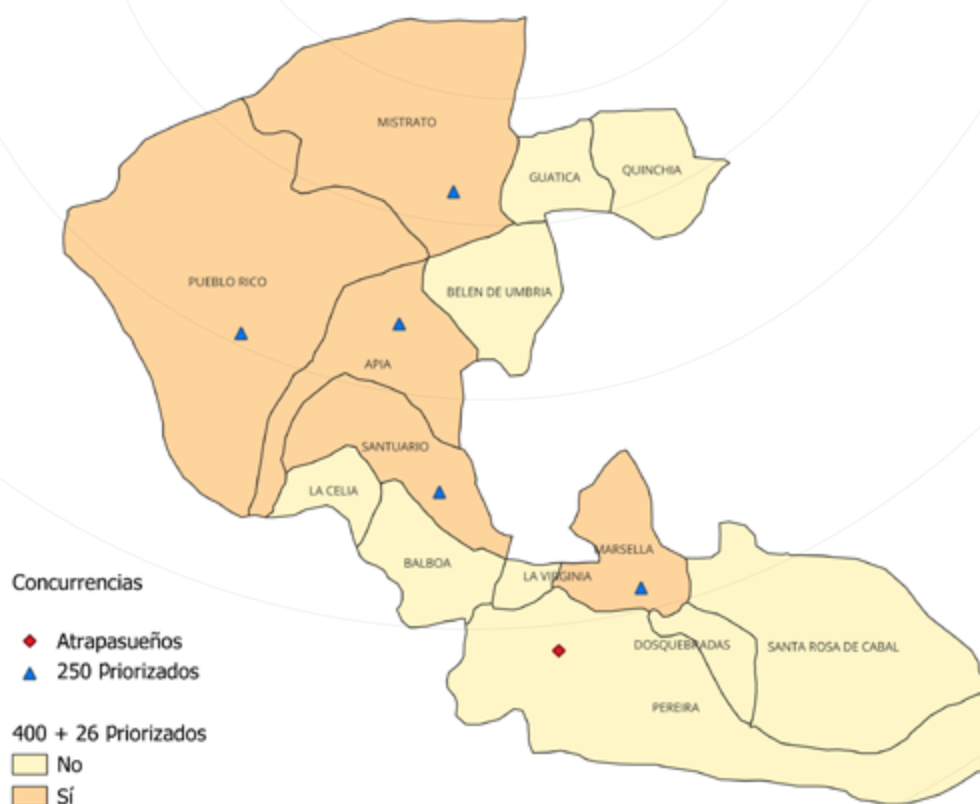 MISTRATO
GUATICA
QUINCHIA
PUEBLO RICO
BELEN DE UMBRIA
APIA
SANTUARIO
LA CELIA
MARSELLA
BALBOA
LA VIRGINIA
DOSQUEBRADAS
SANTA ROSA DE CABAL
PEREIRA
Concurrencias
Atrapasueños
250 Priorizados
400 + 26 Priorizados
No
Sí